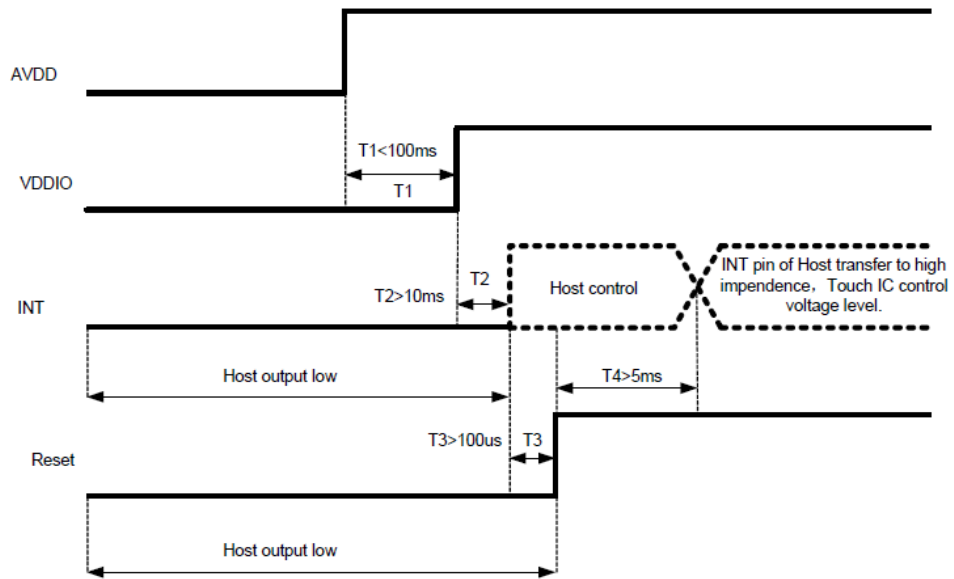 AVDD
T1<100ms
T1
VDDIO
T2>10ms
T2
INT
Host control
INT pin of Host transfer to high
impendence，Touch IC control
voltage level.
Host output low
T4>5ms
T3>100us
T3
Reset
Host output low